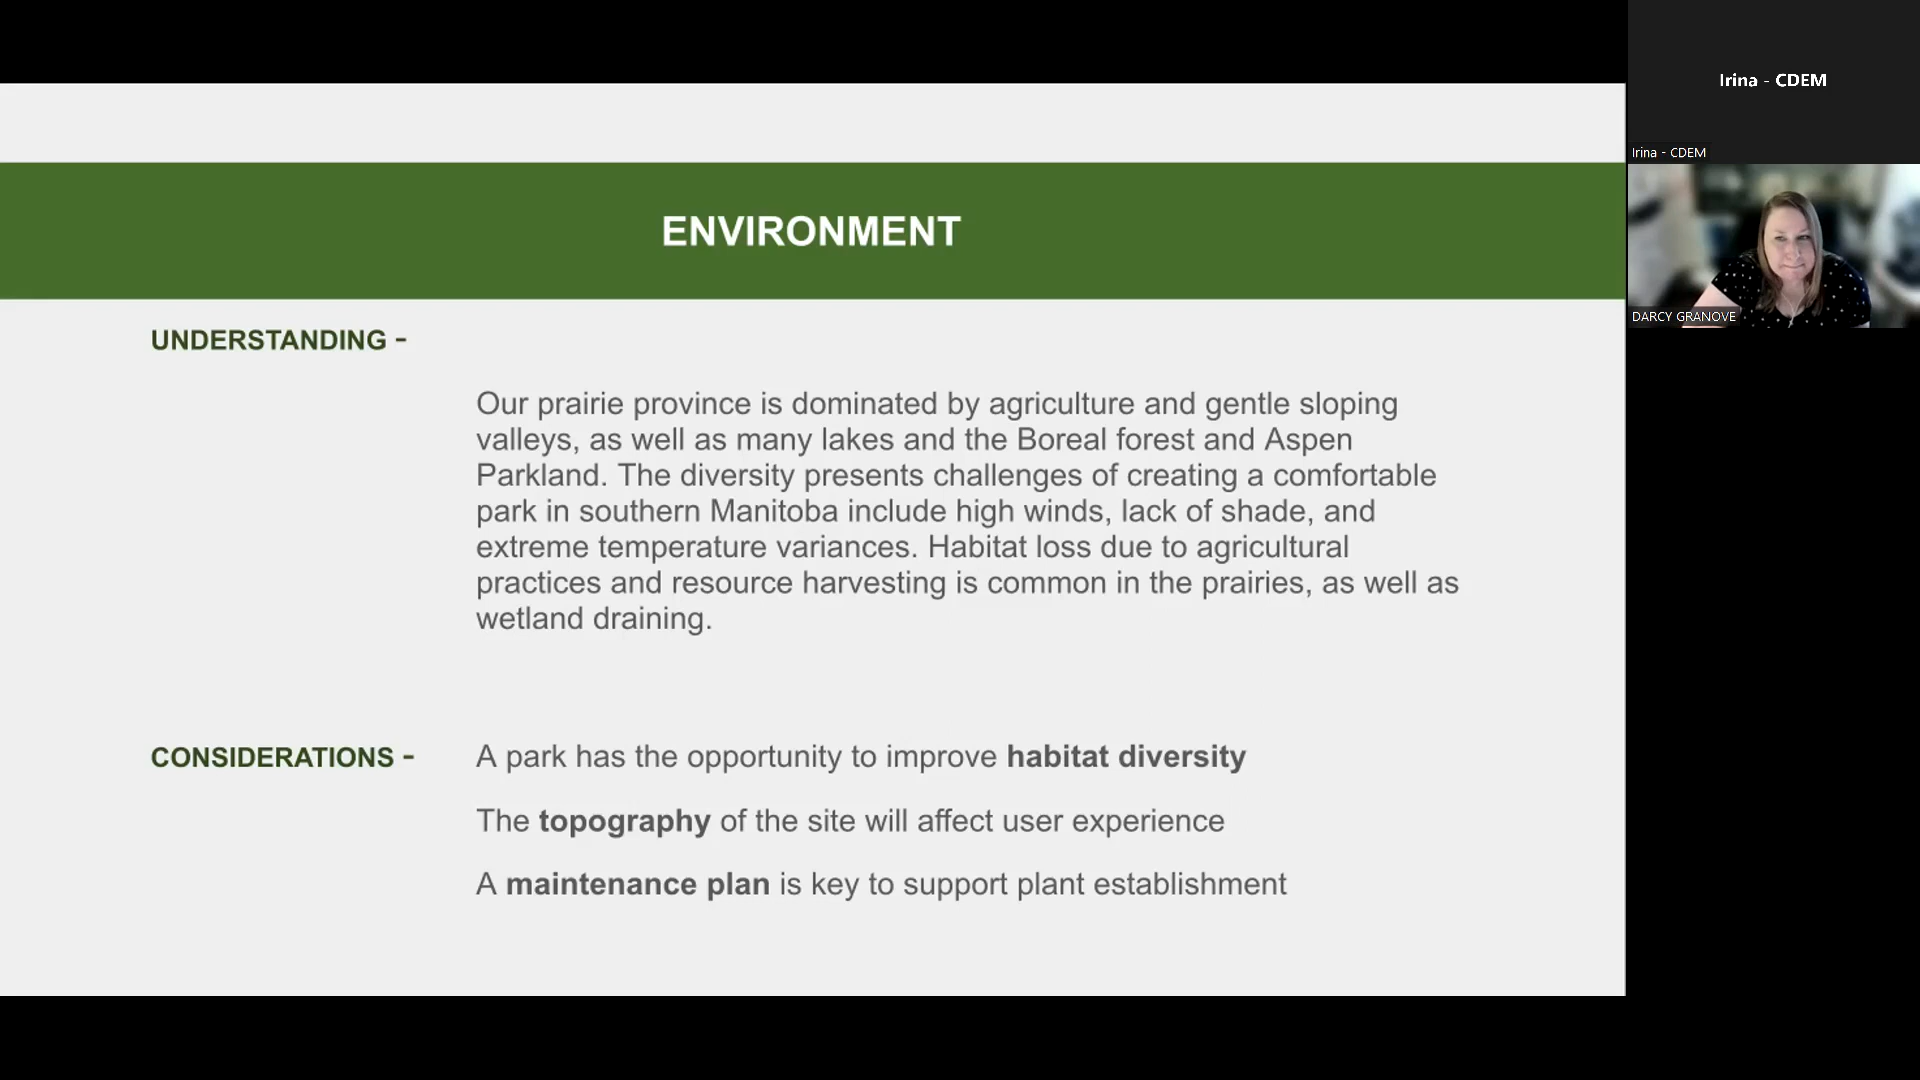 ENVIRONMENT
UNDERSTANDING -
Our prairie province is dominated by agriculture and gentle sloping
valleys, as well as many lakes and the Boreal forest and Aspen
Parkland. The diversity presents challenges of creating a comfortable
park in southern Manitoba include high winds, lack of shade, and
extreme temperature variances. Habitat loss due to agricultural
practices and resource harvesting is common in the prairies, as well as
wetland draining.
CONSIDERATIONS -
A park has the opportunity to improve habitat diversity
The topography of the site will affect user experience
A maintenance plan is key to support plant establishment
Irina - CDEM
Irina - CDEM
DARCY GRANOVE